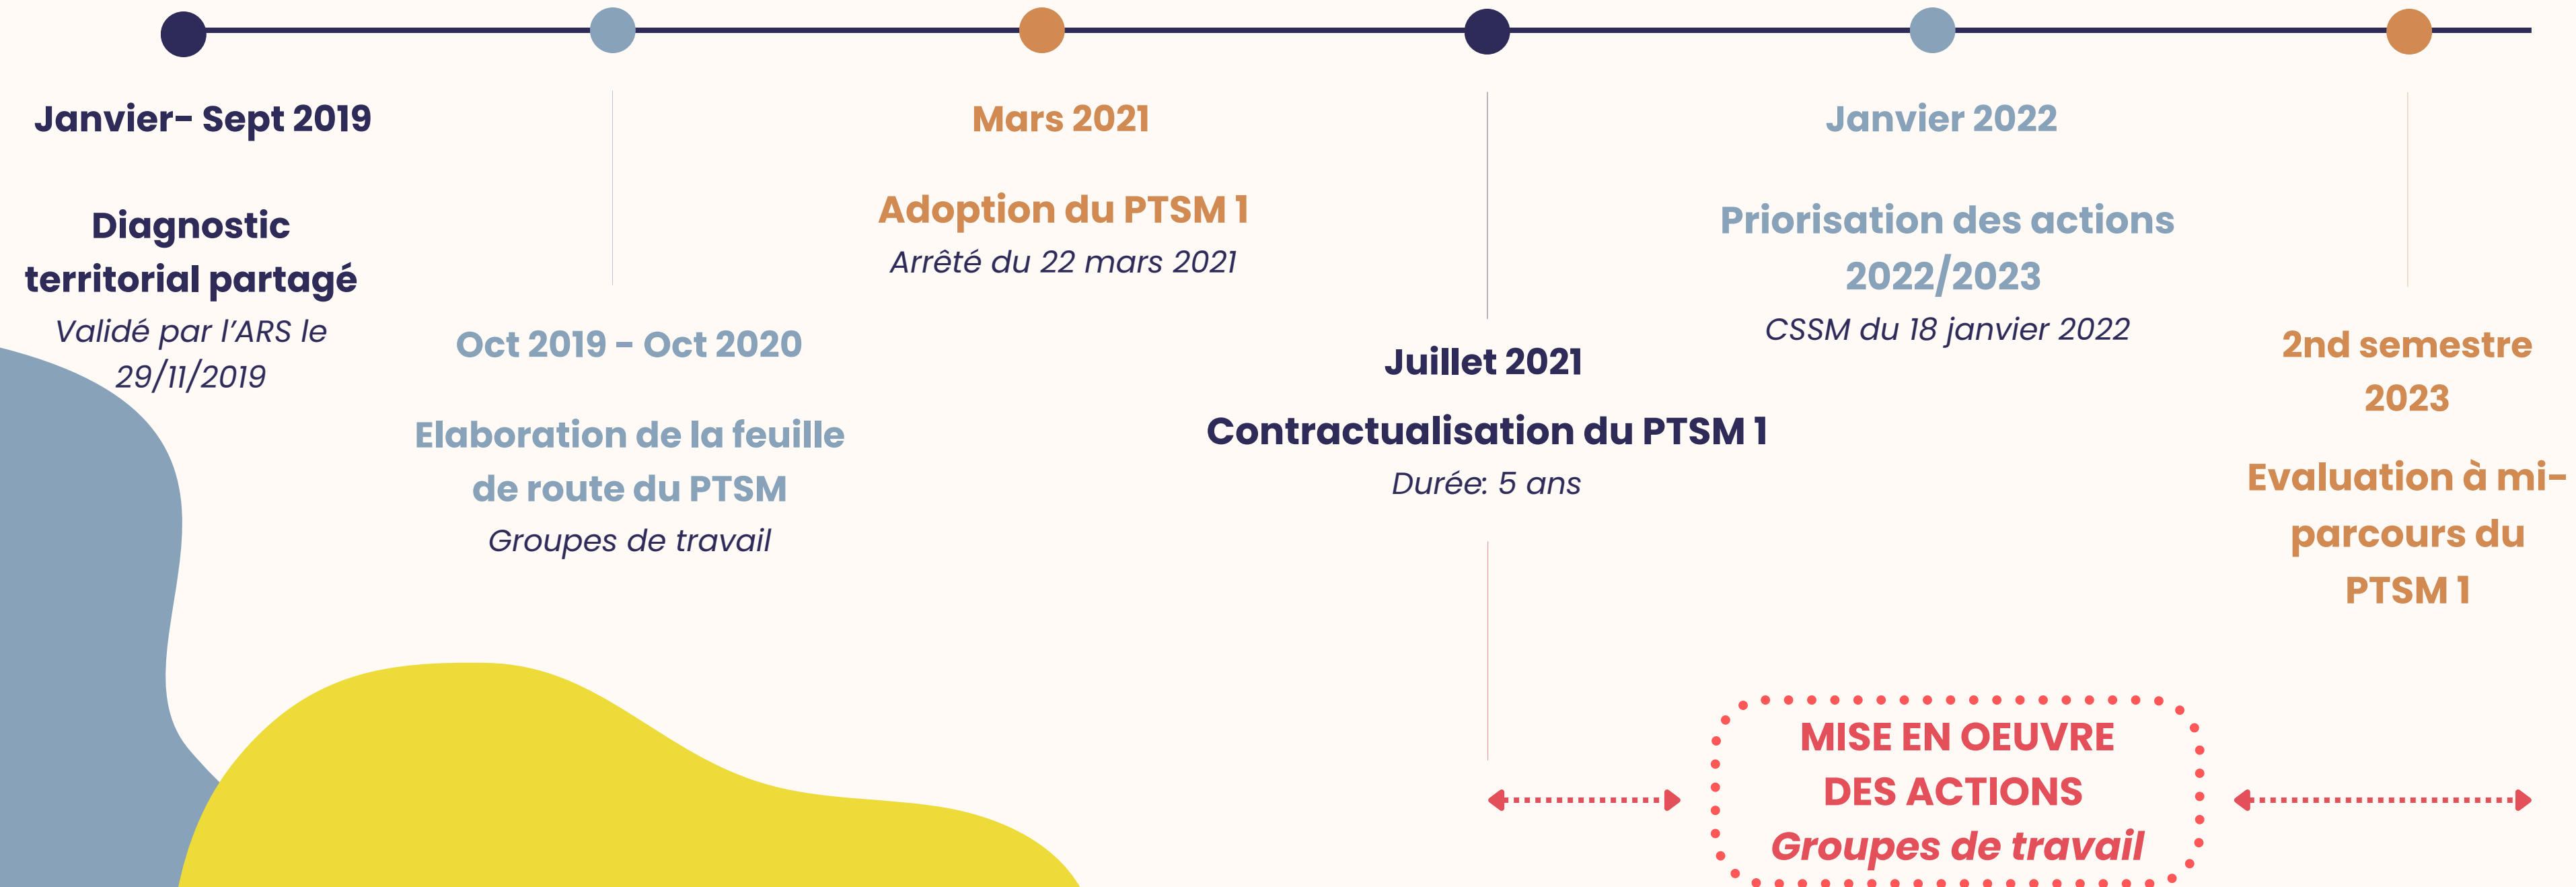 Janvier- Sept 2019
Diagnostic
territorial partagé
Validé par l'ARS le
29/11/2019
Oct 2019 - Oct 2020
Elaboration de la feuille
de route du PTSM
Groupes de travail
Mars 2021
Adoption du PTSM 1
Arrêté du 22 mars 2021
Juillet 2021
Contractualisation du PTSM 1
Durée: 5 ans
Janvier 2022
Priorisation des actions
2022/2023
CSSM du 18 janvier 2022
2nd semestre
2023
Evaluation à mi-
parcours du
PTSM 1
MISE EN OEUVRE
DES ACTIONS
Groupes de travail